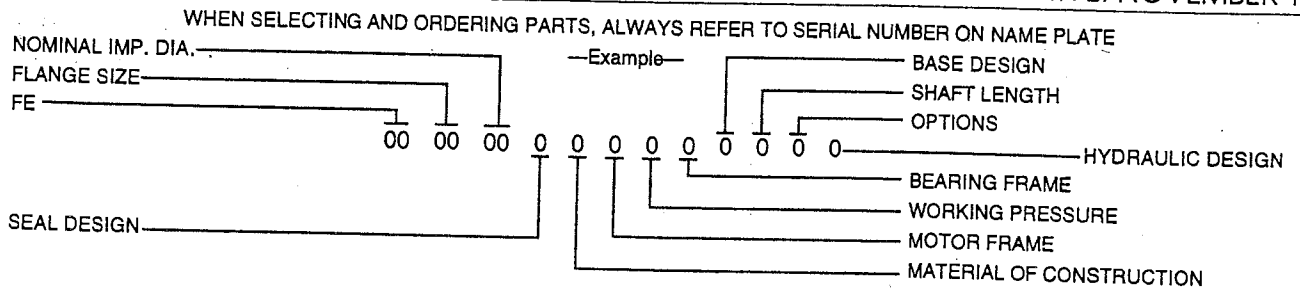 WHEN SELECTING AND ORDERING PARTS, ALWAYS REFER TO SERIAL NUMBER ON NAME PLATE
NOMINAL IMP. DIA.
—Example—
BASE DESIGN
FLANGE SIZE
SHAFT LENGTH
FE
OPTIONS
00 00 00 0 0 0 0 0 0 0 0 0
HYDRAULIC DESIGN
BEARING FRAME
WORKING PRESSURE
SEAL DESIGN
MOTOR FRAME
MATERIAL OF CONSTRUCTION